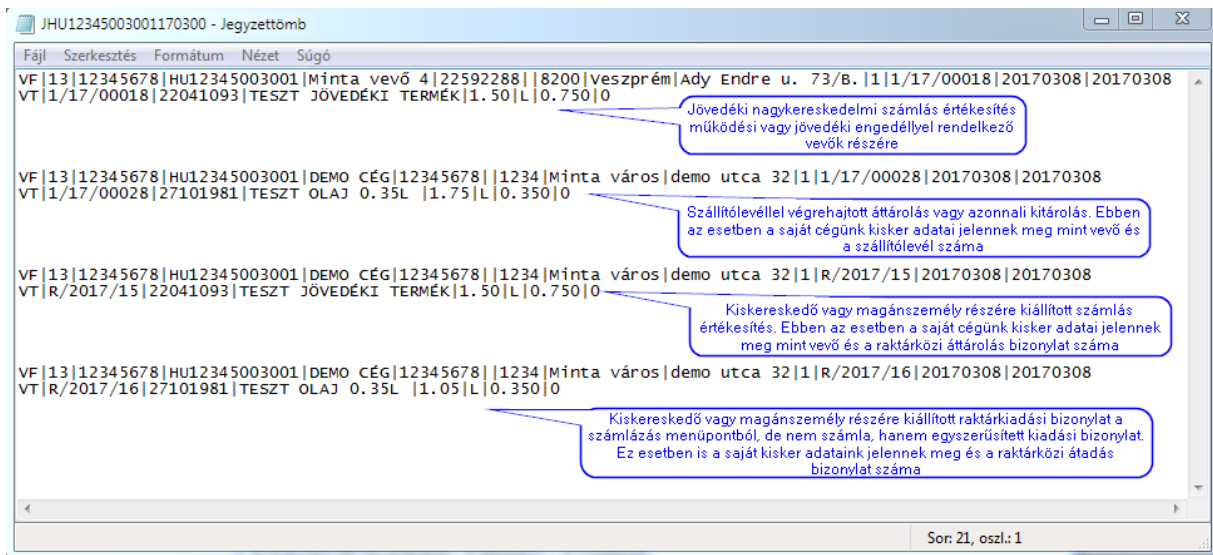 JHU12345003001170300 - Jegyzettömb
Fájl Szerkesztés Formátum Nézet Súgó
VF|13|12345678|HU12345003001|Minta vevő 4|22592288||8200|Veszprém|Ady Endre u. 73/B.|1|1/17/00018|20170308|20170308
VT|1/17/00018|22041093|TESZT JÖVEDÉKI TERMÉK|1.50|L|0.750|0
Jövedéki nagykereskedelmi számlás értékesítés
működési vagy jövedéki engedéllyel rendelkező
vevők részére
VF|13|12345678|HU12345003001|DEMO CÉG|12345678||1234|Minta város|demo utca 32|1|1/17/00028|20170308|20170308
VT|1/17/00028|27101981|TESZT OLAJ 0.35L |1.75|L|0.350|0
Szállítólevéllel végrehajtott áttárolás vagy azonnali kitárolás. Ebben
az esetben a saját cégünk kisker adatai jelennek meg mint vevő és
a szállítólevél száma
VF|13|12345678|HU12345003001|DEMO CÉG|12345678||1234|Minta város|demo utca 32|1|R/2017/15|20170308|20170308
VT|R/2017/15|22041093|TESZT JÖVEDÉKI TERMÉK|1.50|L|0.750|0
Kiskereskedő vagy magánszemély részére kiállított számlás
értékesítés. Ebben az esetben a saját cégünk kisker adatai jelennek
meg mint vevő és a raktárközi áttárolás bizonylat száma
VF|13|12345678|HU12345003001|DEMO CÉG|12345678||1234|Minta város|demo utca 32|1|R/2017/16|20170308|20170308
VT|R/2017/16|27101981|TESZT OLAJ 0.35L |1.05|L|0.350|0
Kiskereskedő vagy magánszemély részére kiállított raktárkiadási bizonylat a
számlázás menüpontból, de nem számla, hanem egyszerűsített kiadási bizonylat.
Ez esetben is a saját kisker adataink jelennek meg és a raktárközi átadás
bizonylat száma
Sor: 21, oszl.: 1